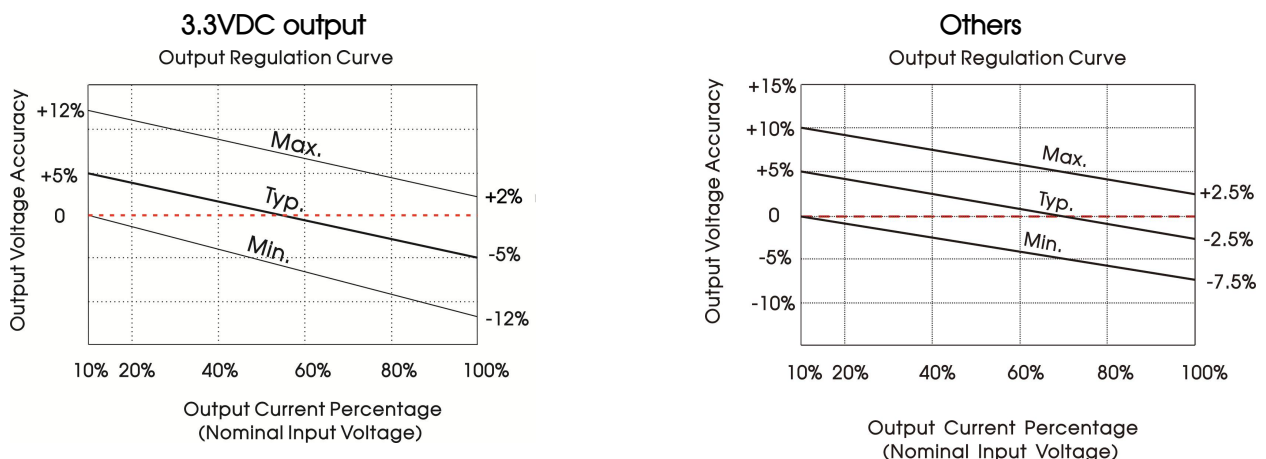 3.3VDC output
Output Regulation Curve
Output Voltage Accuracy
+12%
+5%
0
Max.
Typ.
Min.
+2%
-5%
-12%
10% 20% 40% 60% 80% 100%
Output Current Percentage
(Nominal Input Voltage)
Others
Output Regulation Curve
Output Voltage Accuracy
+15%
+10%
+5%
0
-5%
-10%
Max.
Typ.
Min.
+2.5%
-2.5%
-7.5%
10% 20% 40% 60% 80% 100%
Output Current Percentage
(Nominal Input Voltage)